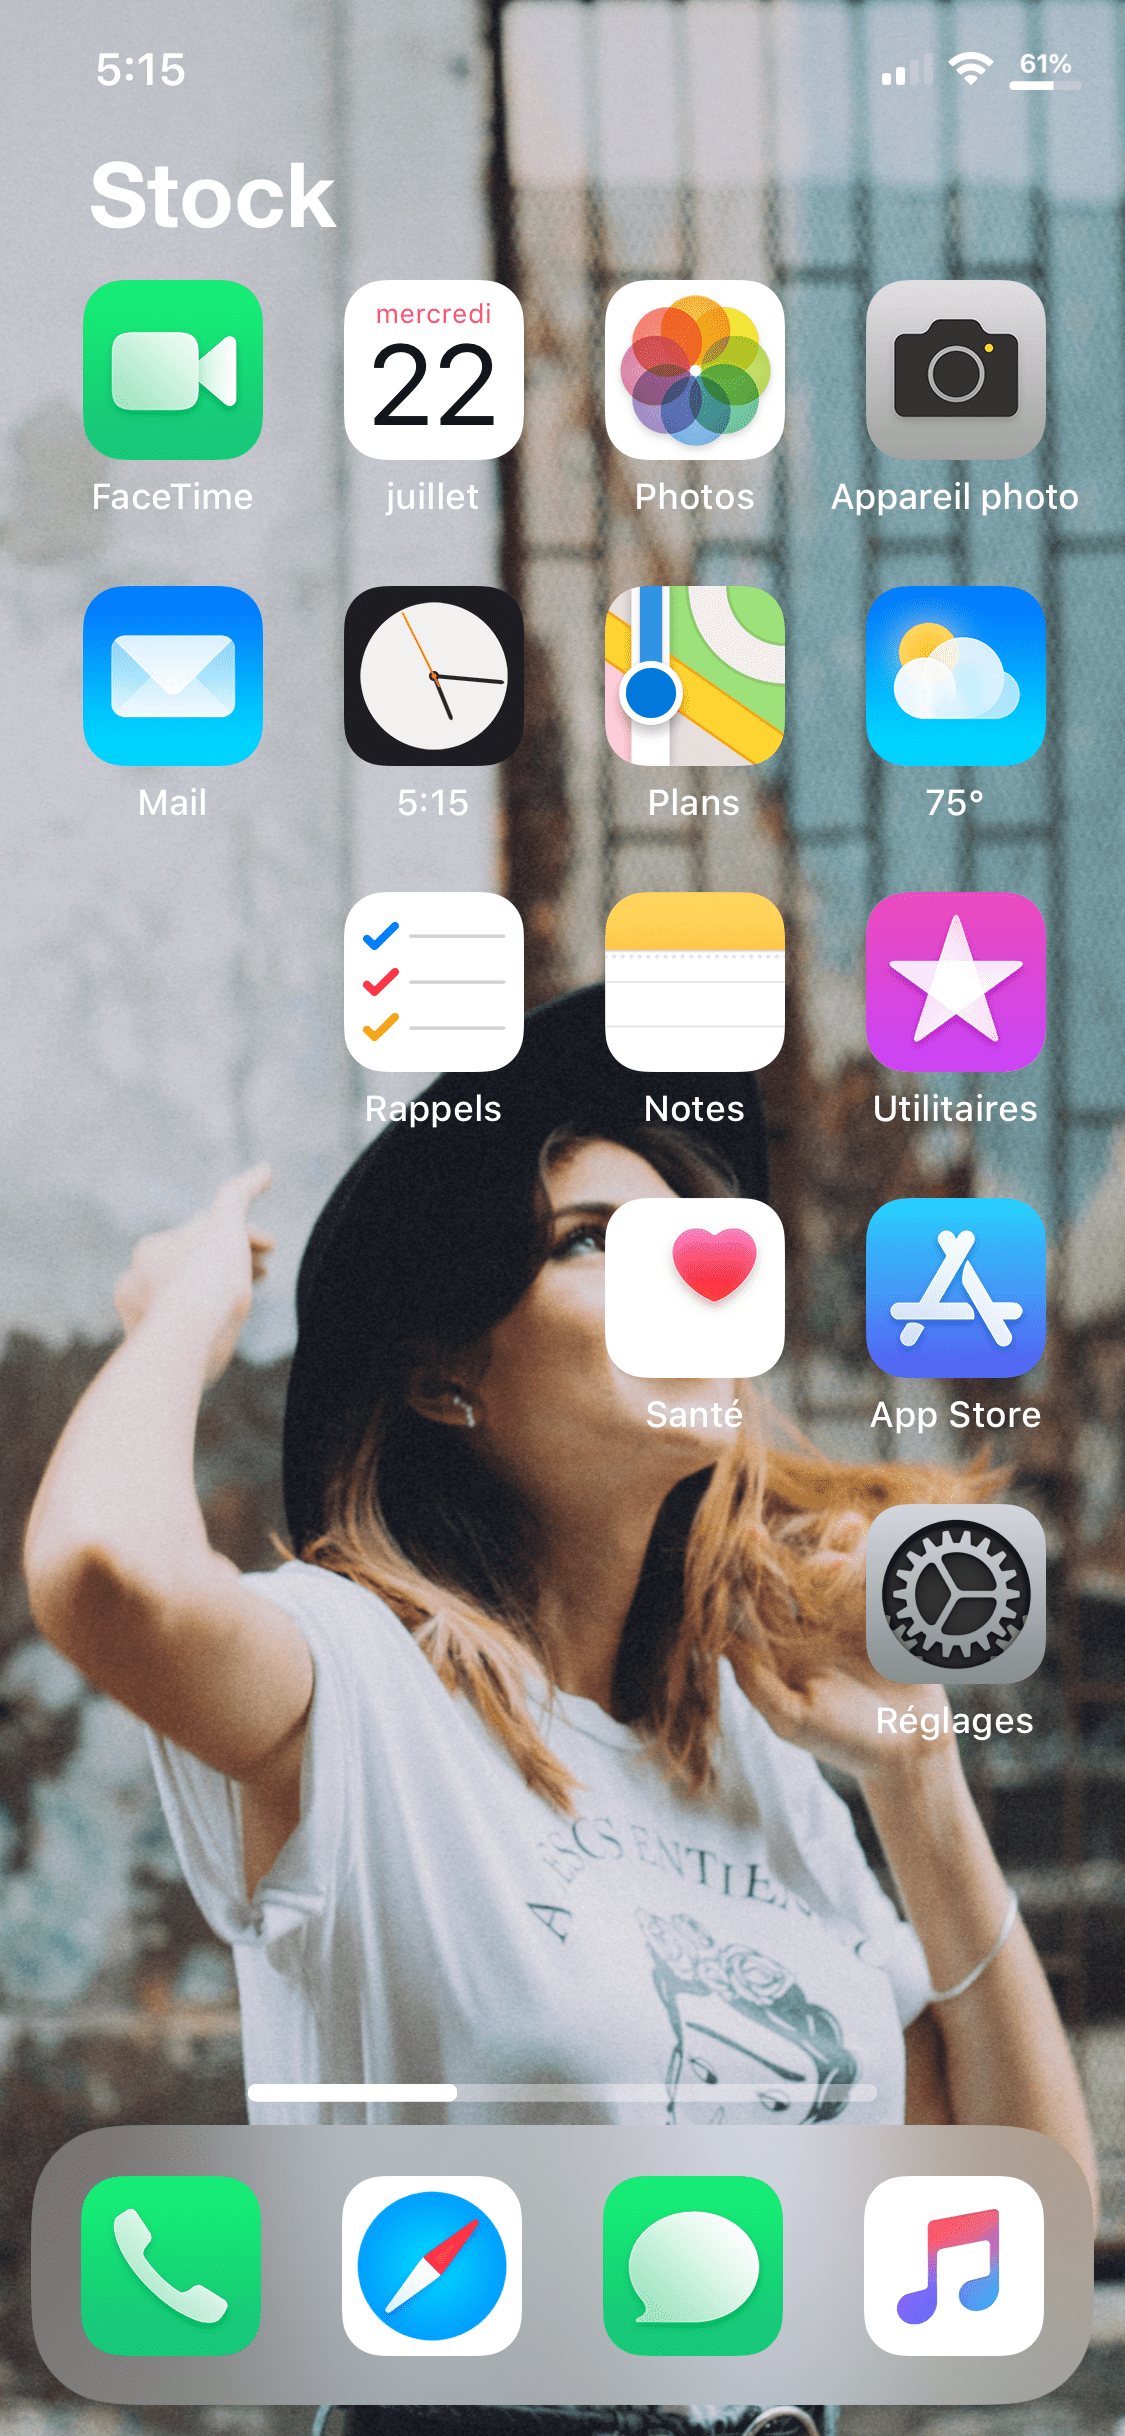 5:15
61%
Stock
mercredi
22
FaceTime
juillet
Photos
Appareil photo
Mail
5:15
Plans
75°
Rappels
Notes
Utilitaires
Santé
App Store
Réglages